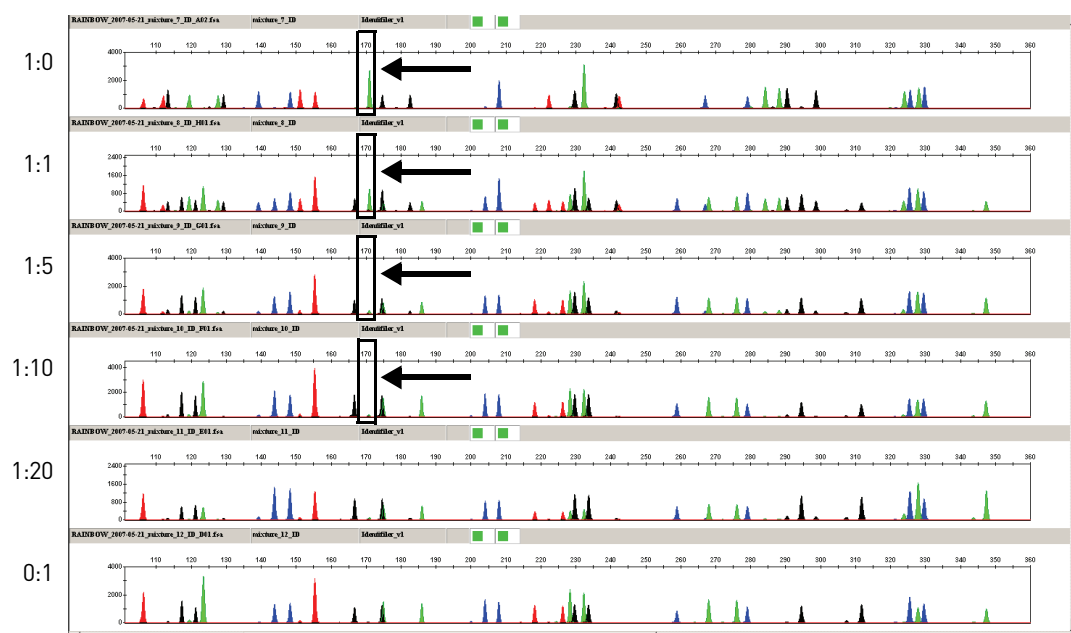 RAINBOW_2007-05-21_mixture_7_ID_A02.fsa mixture_7_ID Identifiler_v1
1:0
110 120 130 140 150 160 170 180 190 200 210 220 230 240 250 260 270 280 290 300 310 320 330 340 350 360
4000
2000
0
RAINBOW_2007-05-21_mixture_8_ID_H01.fsa mixture_8_ID Identifiler_v1
1:1
110 120 130 140 150 160 170 180 190 200 210 220 230 240 250 260 270 280 290 300 310 320 330 340 350 360
2400
1600
800
0
RAINBOW_2007-05-21_mixture_9_ID_G01.fsa mixture_9_ID Identifiler_v1
1:5
110 120 130 140 150 160 170 180 190 200 210 220 230 240 250 260 270 280 290 300 310 320 330 340 350 360
4000
2000
0
RAINBOW_2007-05-21_mixture_10_ID_F01.fsa mixture_10_ID Identifiler_v1
1:10
110 120 130 140 150 160 170 180 190 200 210 220 230 240 250 260 270 280 290 300 310 320 330 340 350 360
4000
2000
0
RAINBOW_2007-05-21_mixture_11_ID_E01.fsa mixture_11_ID Identifiler_v1
1:20
110 120 130 140 150 160 170 180 190 200 210 220 230 240 250 260 270 280 290 300 310 320 330 340 350 360
2400
1600
800
0
RAINBOW_2007-05-21_mixture_12_ID_D01.fsa mixture_12_ID Identifiler_v1
0:1
110 120 130 140 150 160 170 180 190 200 210 220 230 240 250 260 270 280 290 300 310 320 330 340 350 360
4000
2000
0